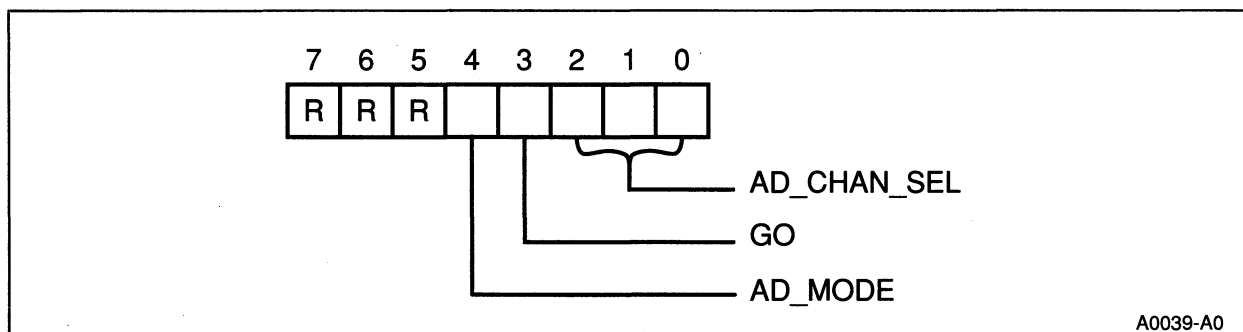 7 6 5 4 3 2 1 0
R R R
AD_CHAN_SEL
GO
AD_MODE
A0039-A0